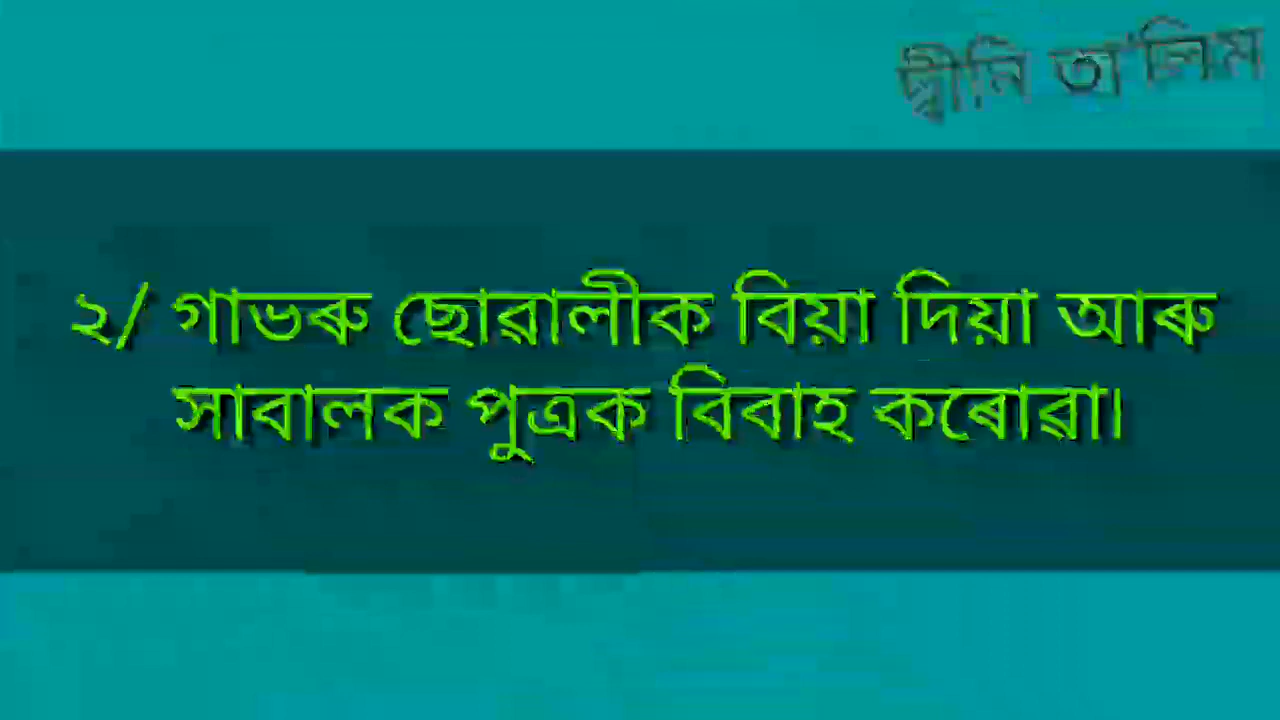 দ্বীনি তা'লিম
২/ গাভৰু ছোৱালীক বিয়া দিয়া আৰু
সাবালক পুত্ৰক বিবাহ কৰোৱা।